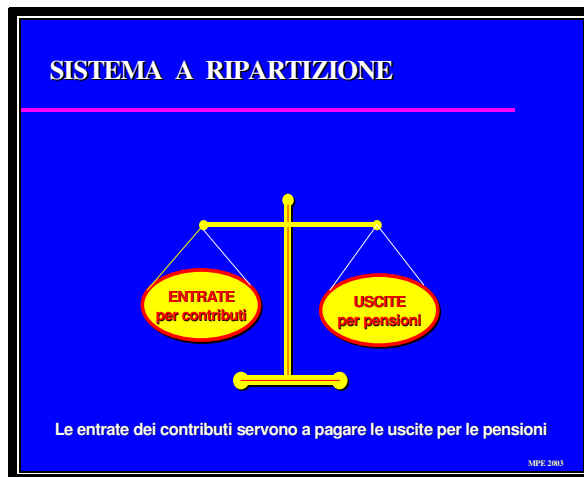 SISTEMA A RIPARTIZIONE
ENTRATE
per contributi
USCITE
per pensioni
Le entrate dei contributi servono a pagare le uscite per le pensioni
MPE 2003